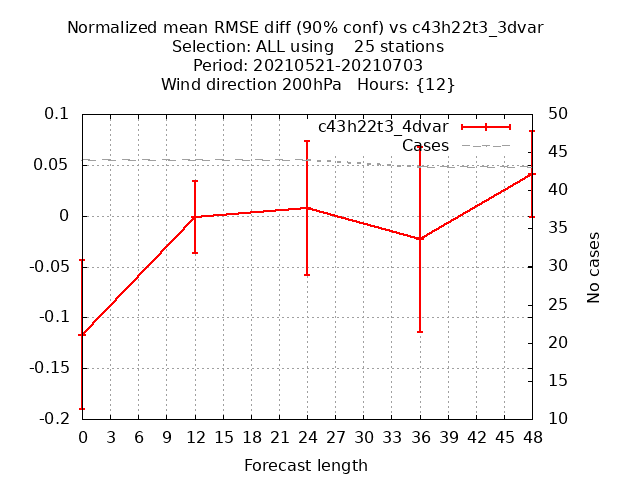 Normalized mean RMSE diff (90% conf) vs c43h22t3_3dvar
Selection: ALL using    25 stations
Period: 20210521-20210703
Wind direction 200hPa   Hours: {12}
c43h22t3_4dvar
Cases
0.1
0.05
0
-0.05
-0.1
-0.15
-0.2
50
45
40
35
30
25
20
15
10
No cases
0 3 6 9 12 15 18 21 24 27 30 33 36 39 42 45 48
Forecast length